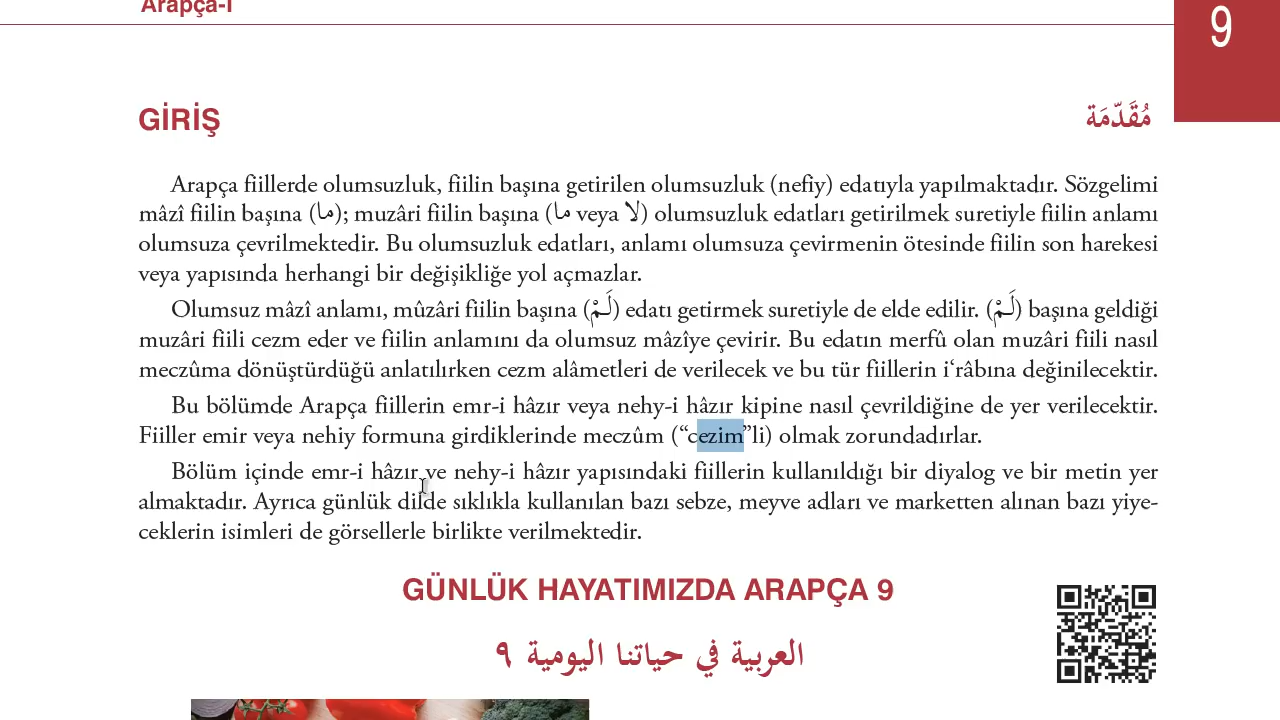 Arapça-I
9
GİRİŞ
مُقَدّمَة
Arapça fiillerde olumsuzluk, fiilin başına getirilen olumsuzluk (nefiy) edatıyla yapılmaktadır. Sözgelimi
mâzî fiilin başına (ما); muzâri fiilin başına (ما veya لا) olumsuzluk edatları getirilmek suretiyle fiilin anlamı
olumsuza çevrilmektedir. Bu olumsuzluk edatları, anlamı olumsuza çevirmenin ötesinde fiilin son harekesi
veya yapısında herhangi bir değişikliğe yol açmazlar.
Olumsuz mâzî anlamı, mûzâri fiilin başına (لَـمْ) edatı getirmek suretiyle de elde edilir. (لَـمْ) başına geldiği
muzâri fiili cezm eder ve fiilin anlamını da olumsuz mâzîye çevirir. Bu edatın merfû olan muzâri fiili nasıl
meczûma dönüştürdüğü anlatılırken cezm alâmetleri de verilecek ve bu tür fiillerin i‘râbına değinilecektir.
Bu bölümde Arapça fiillerin emr-i hâzır veya nehy-i hâzır kipine nasıl çevrildiğine de yer verilecektir.
Fiiller emir veya nehiy formuna girdiklerinde meczûm (“cezim”li) olmak zorundadırlar.
Bölüm içinde emr-i hâzır ve nehy-i hâzır yapısındaki fiillerin kullanıldığı bir diyalog ve bir metin yer
almaktadır. Ayrıca günlük dilde sıklıkla kullanılan bazı sebze, meyve adları ve marketten alınan bazı yiye-
ceklerin isimleri de görsellerle birlikte verilmektedir.
GÜNLÜK HAYATIMIZDA ARAPÇA 9
العربية في حياتنا اليومية ٩